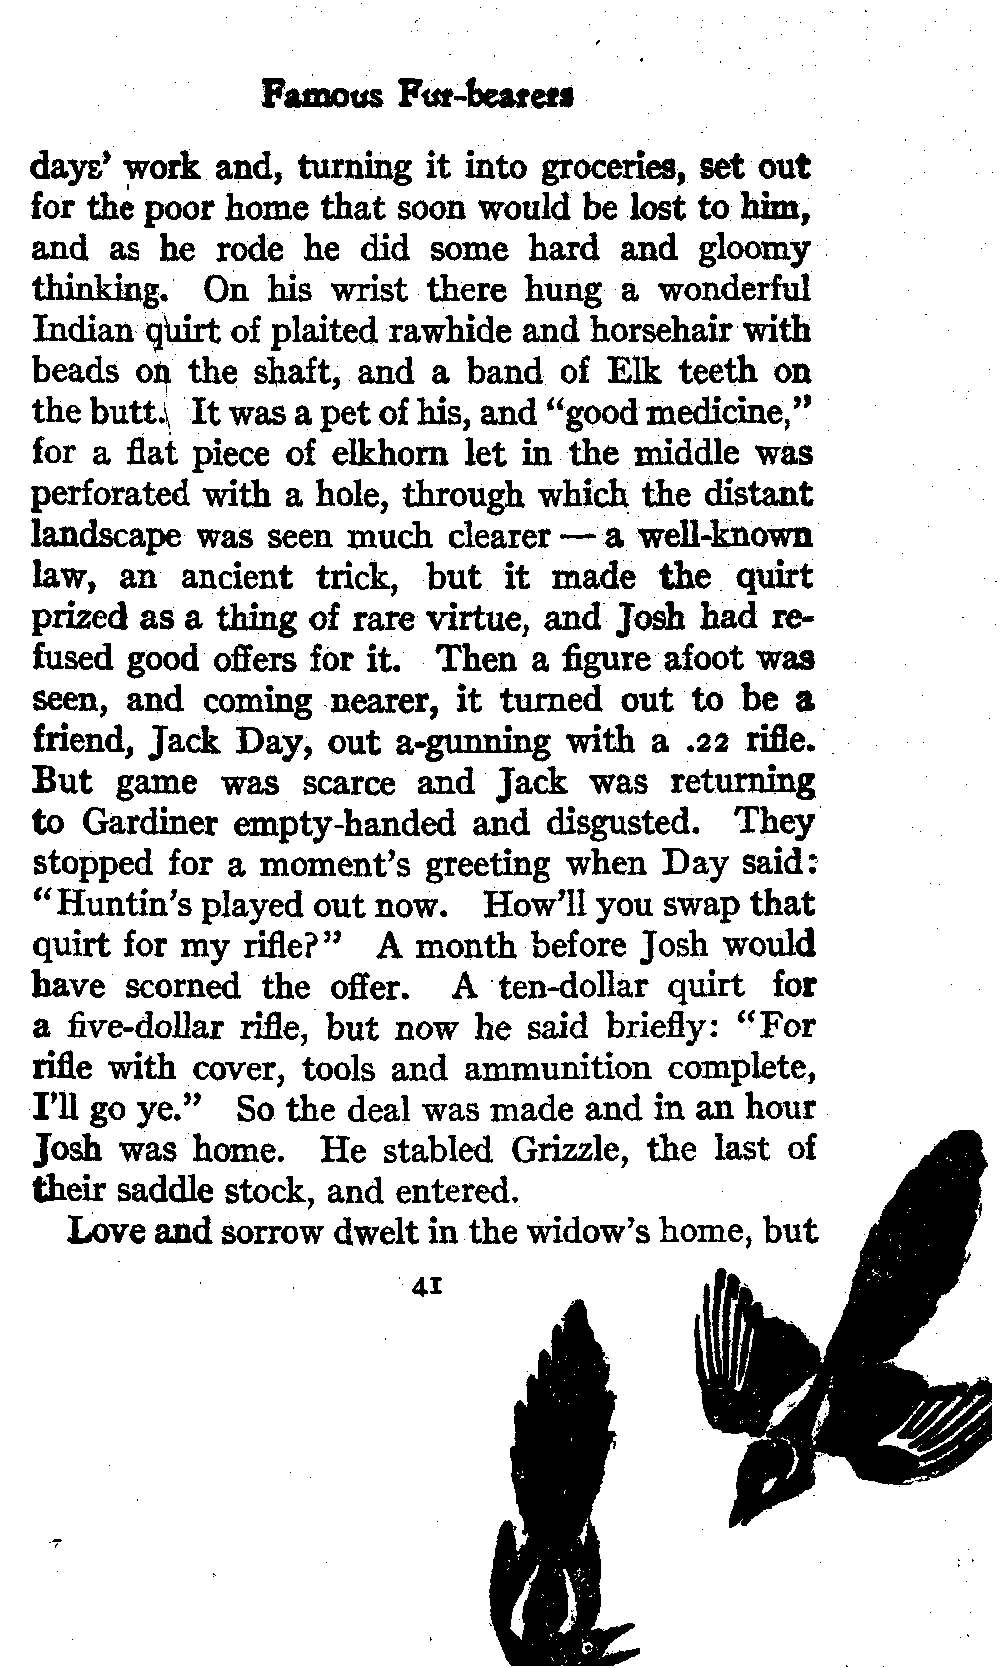 Famous Fur-bearers
days' work and, turning it into groceries, set out
for the poor home that soon would be lost to him,
and as he rode he did some hard and gloomy
thinking. On his wrist there hung a wonderful
Indian quirt of plaited rawhide and horsehair with
beads on the shaft, and a band of Elk teeth on
the butt. It was a pet of his, and "good medicine,"
for a flat piece of elkhorn let in the middle was
perforated with a hole, through which the distant
landscape was seen much clearer — a well-known
law, an ancient trick, but it made the quirt
prized as a thing of rare virtue, and Josh had re-
fused good offers for it. Then a figure afoot was
seen, and coming nearer, it turned out to be a
friend, Jack Day, out a-gunning with a .22 rifle.
But game was scarce and Jack was returning
to Gardiner empty-handed and disgusted. They
stopped for a moment's greeting when Day said:
"Huntin's played out now. How'll you swap that
quirt for my rifle?" A month before Josh would
have scorned the offer. A ten-dollar quirt for
a five-dollar rifle, but now he said briefly: "For
rifle with cover, tools and ammunition complete,
I'll go ye." So the deal was made and in an hour
Josh was home. He stabled Grizzle, the last of
their saddle stock, and entered.
Love and sorrow dwelt in the widow's home, but
41